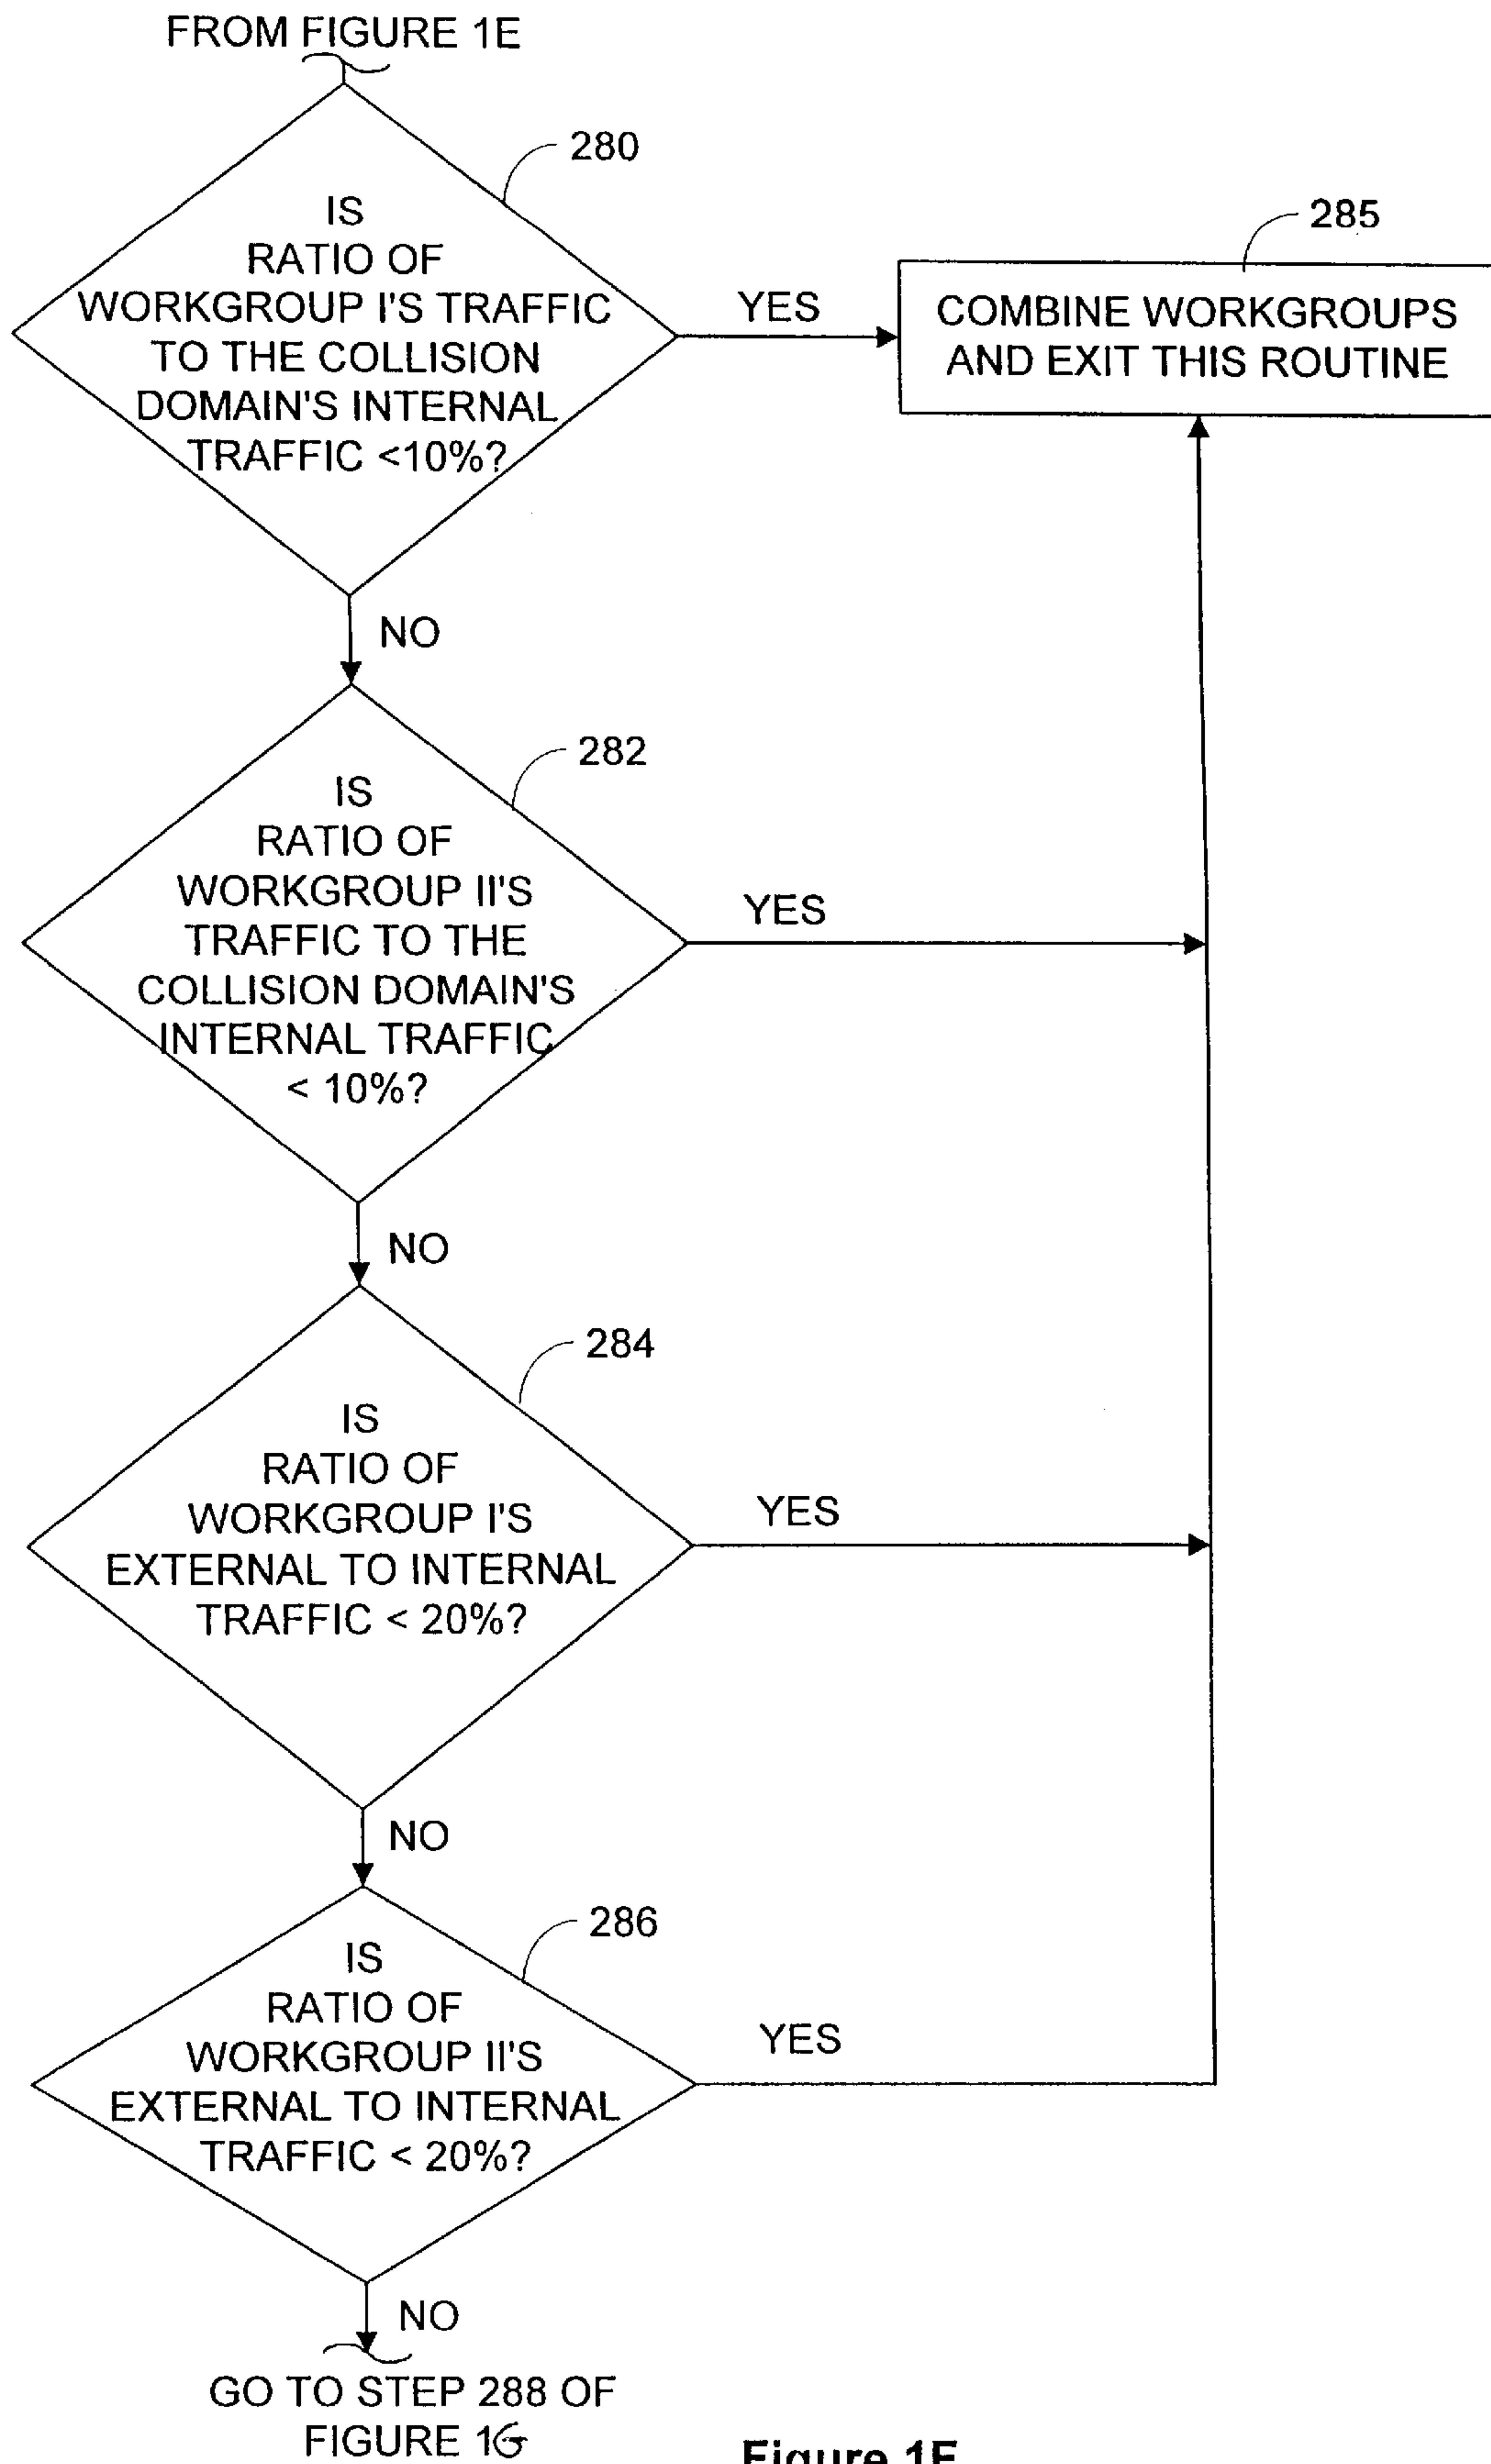 FROM FIGURE 1E
280
IS
RATIO OF
WORKGROUP I'S TRAFFIC
TO THE COLLISION
DOMAIN'S INTERNAL
TRAFFIC <10%?
YES
285
COMBINE WORKGROUPS
AND EXIT THIS ROUTINE
NO
282
IS
RATIO OF
WORKGROUP II'S
TRAFFIC TO THE
COLLISION DOMAIN'S
INTERNAL TRAFFIC
< 10%?
YES
NO
284
IS
RATIO OF
WORKGROUP I'S
EXTERNAL TO INTERNAL
TRAFFIC < 20%?
YES
NO
286
IS
RATIO OF
WORKGROUP II'S
EXTERNAL TO INTERNAL
TRAFFIC < 20%?
YES
NO
GO TO STEP 288 OF
FIGURE 1G
Figure 1F